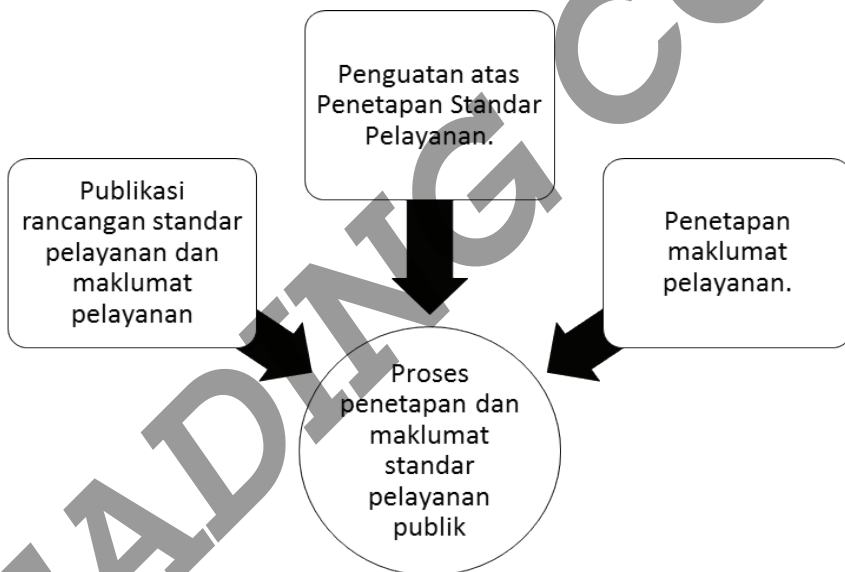 Penguatan atas
Penetapan Standar
Pelayanan.
Publikasi
rancangan standar
pelayanan dan
maklumat
pelayanan
Penetapan
maklumat
pelayanan.
Proses
penetapan dan
maklumat
standar
pelayanan
publik